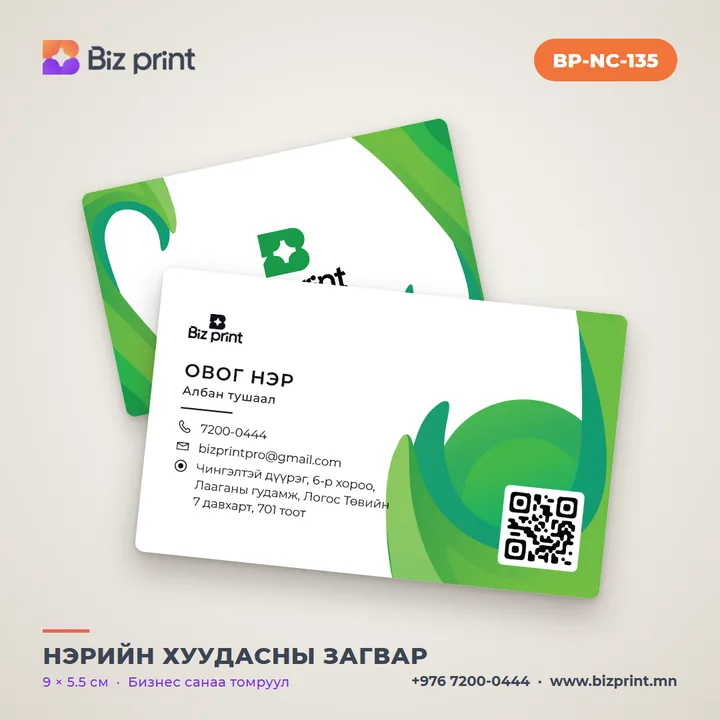 Biz print
BP-NC-135
Biz print
ОВОГ НЭР
Албан тушаал
7200-0444
bizprintpro@gmail.com
Чингэлтэй дүүрэг, 6-р хороо,
Лааганы гудамж, Логос Төвийн
7 давхарт, 701 тоот
НЭРИЙН ХУУДАСНЫ ЗАГВАР
9 × 5.5 см · Бизнес санаа томруул
+976 7200-0444 · www.bizprint.mn